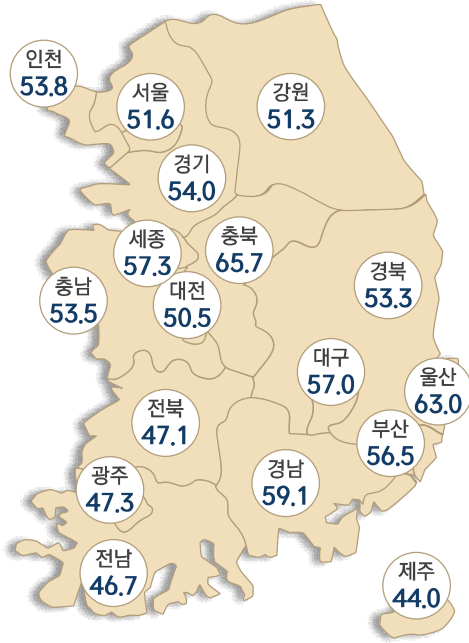 인천
53.8
서울
51.6
강원
51.3
경기
54.0
세종
57.3
충북
65.7
충남
53.5
대전
50.5
경북
53.3
대구
57.0
울산
63.0
전북
47.1
부산
56.5
광주
47.3
경남
59.1
전남
46.7
제주
44.0